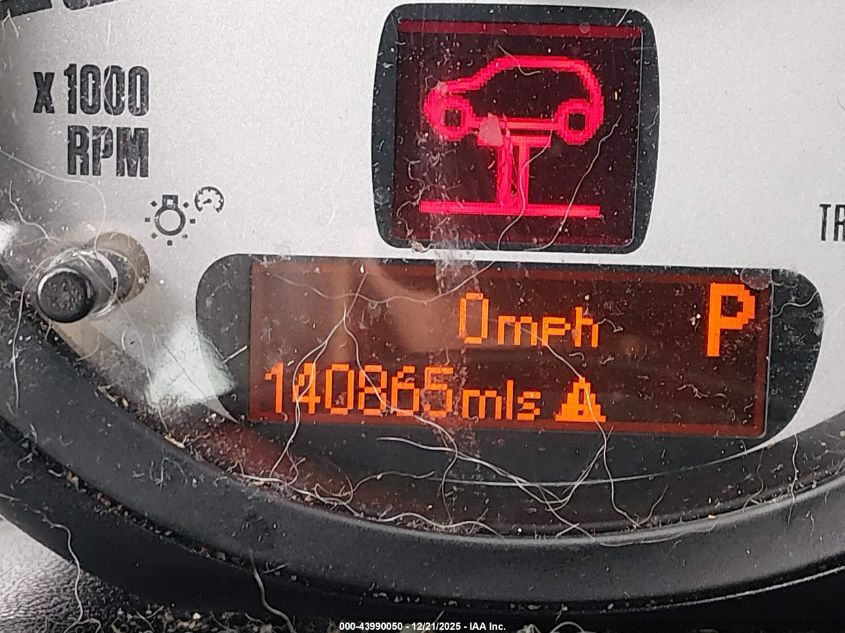 x 1000
RPM
TR
0mph
P
140865mls
000-43990050 - 12/21/2025 - IAA Inc.